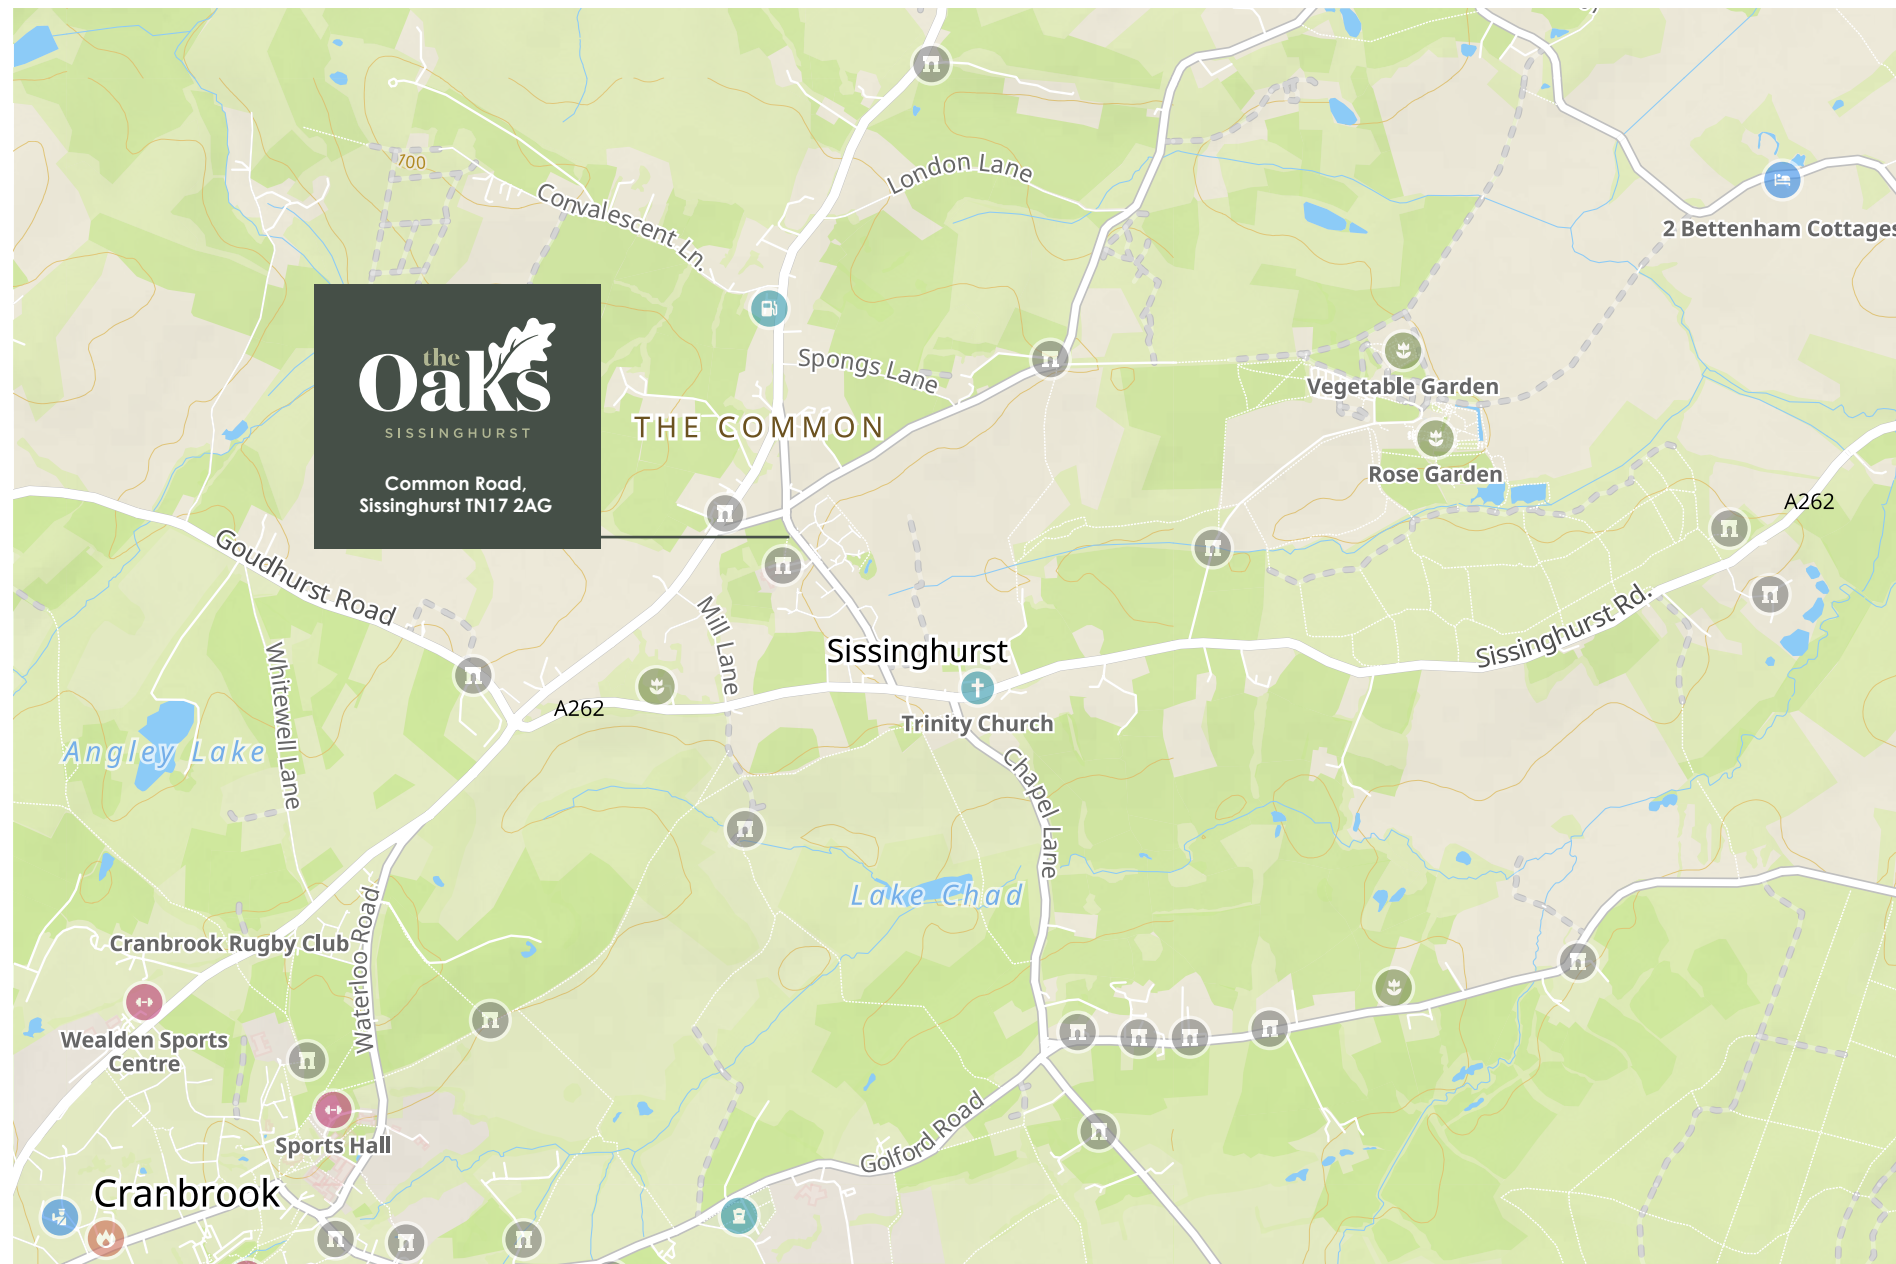 700
London Lane
Convalescent Ln.
2 Bettenham Cottages
the
Oaks
SISSINGHURST
Common Road,
Sissinghurst TN17 2AG
Spongs Lane
THE COMMON
Vegetable Garden
Rose Garden
A262
Goudhurst Road
Mill Lane
Sissinghurst Rd.
Sissinghurst
Whitewell Lane
A262
Trinity Church
Angley Lake
Chapel Lane
Lake Chad
Waterloo Road
Cranbrook Rugby Club
Wealden Sports
Centre
Golford Road
Sports Hall
Cranbrook